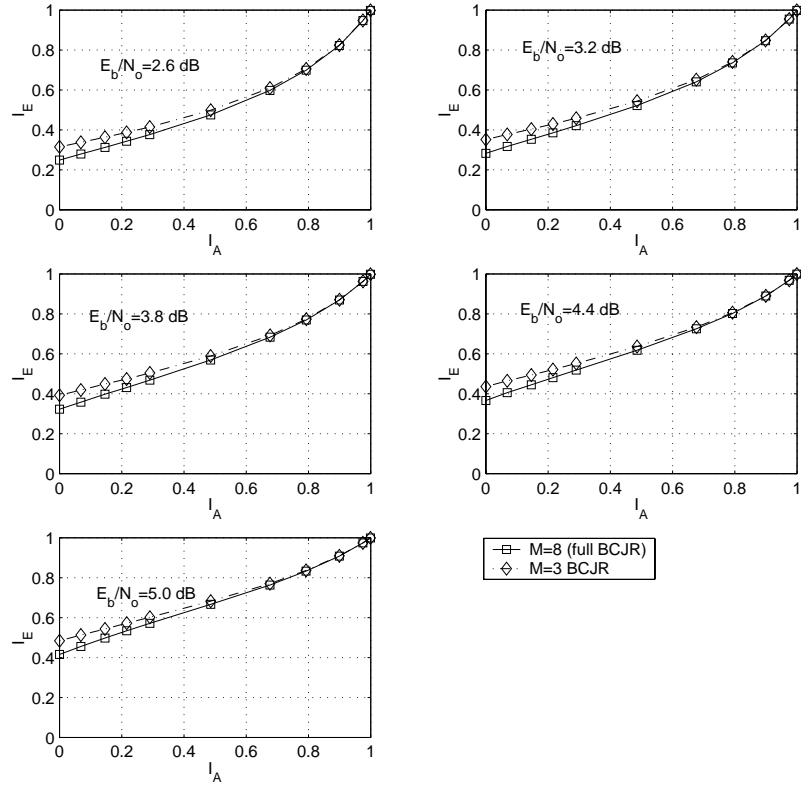 1
0.8
0.6
0.4
0.2
0
I_E
E_b/N_o=2.6 dB
0 0.2 0.4 0.6 0.8 1
I_A
1
0.8
0.6
0.4
0.2
0
I_E
E_b/N_o=3.2 dB
0 0.2 0.4 0.6 0.8 1
I_A
1
0.8
0.6
0.4
0.2
0
I_E
E_b/N_o=3.8 dB
0 0.2 0.4 0.6 0.8 1
I_A
1
0.8
0.6
0.4
0.2
0
I_E
E_b/N_o=4.4 dB
0 0.2 0.4 0.6 0.8 1
I_A
1
0.8
0.6
0.4
0.2
0
I_E
E_b/N_o=5.0 dB
0 0.2 0.4 0.6 0.8 1
I_A
M=8 (full BCJR)
M=3 BCJR